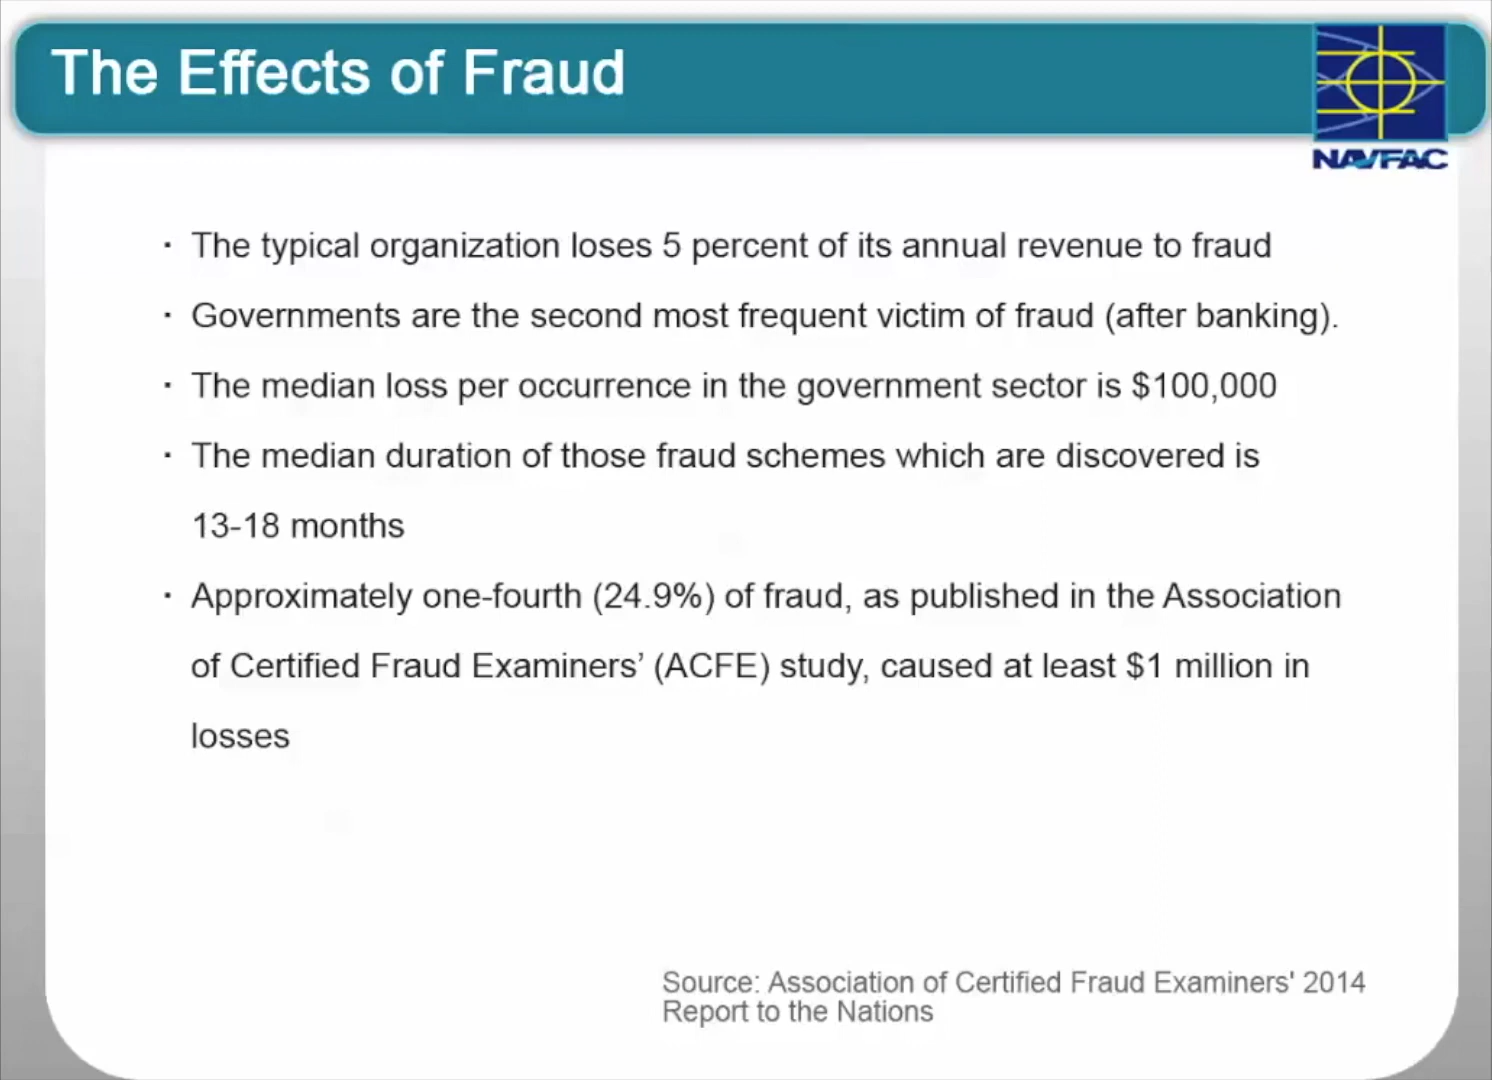 The Effects of Fraud
NAVFAC
· The typical organization loses 5 percent of its annual revenue to fraud
· Governments are the second most frequent victim of fraud (after banking).
· The median loss per occurrence in the government sector is $100,000
· The median duration of those fraud schemes which are discovered is
13-18 months
· Approximately one-fourth (24.9%) of fraud, as published in the Association
of Certified Fraud Examiners’ (ACFE) study, caused at least $1 million in
losses
Source: Association of Certified Fraud Examiners' 2014
Report to the Nations